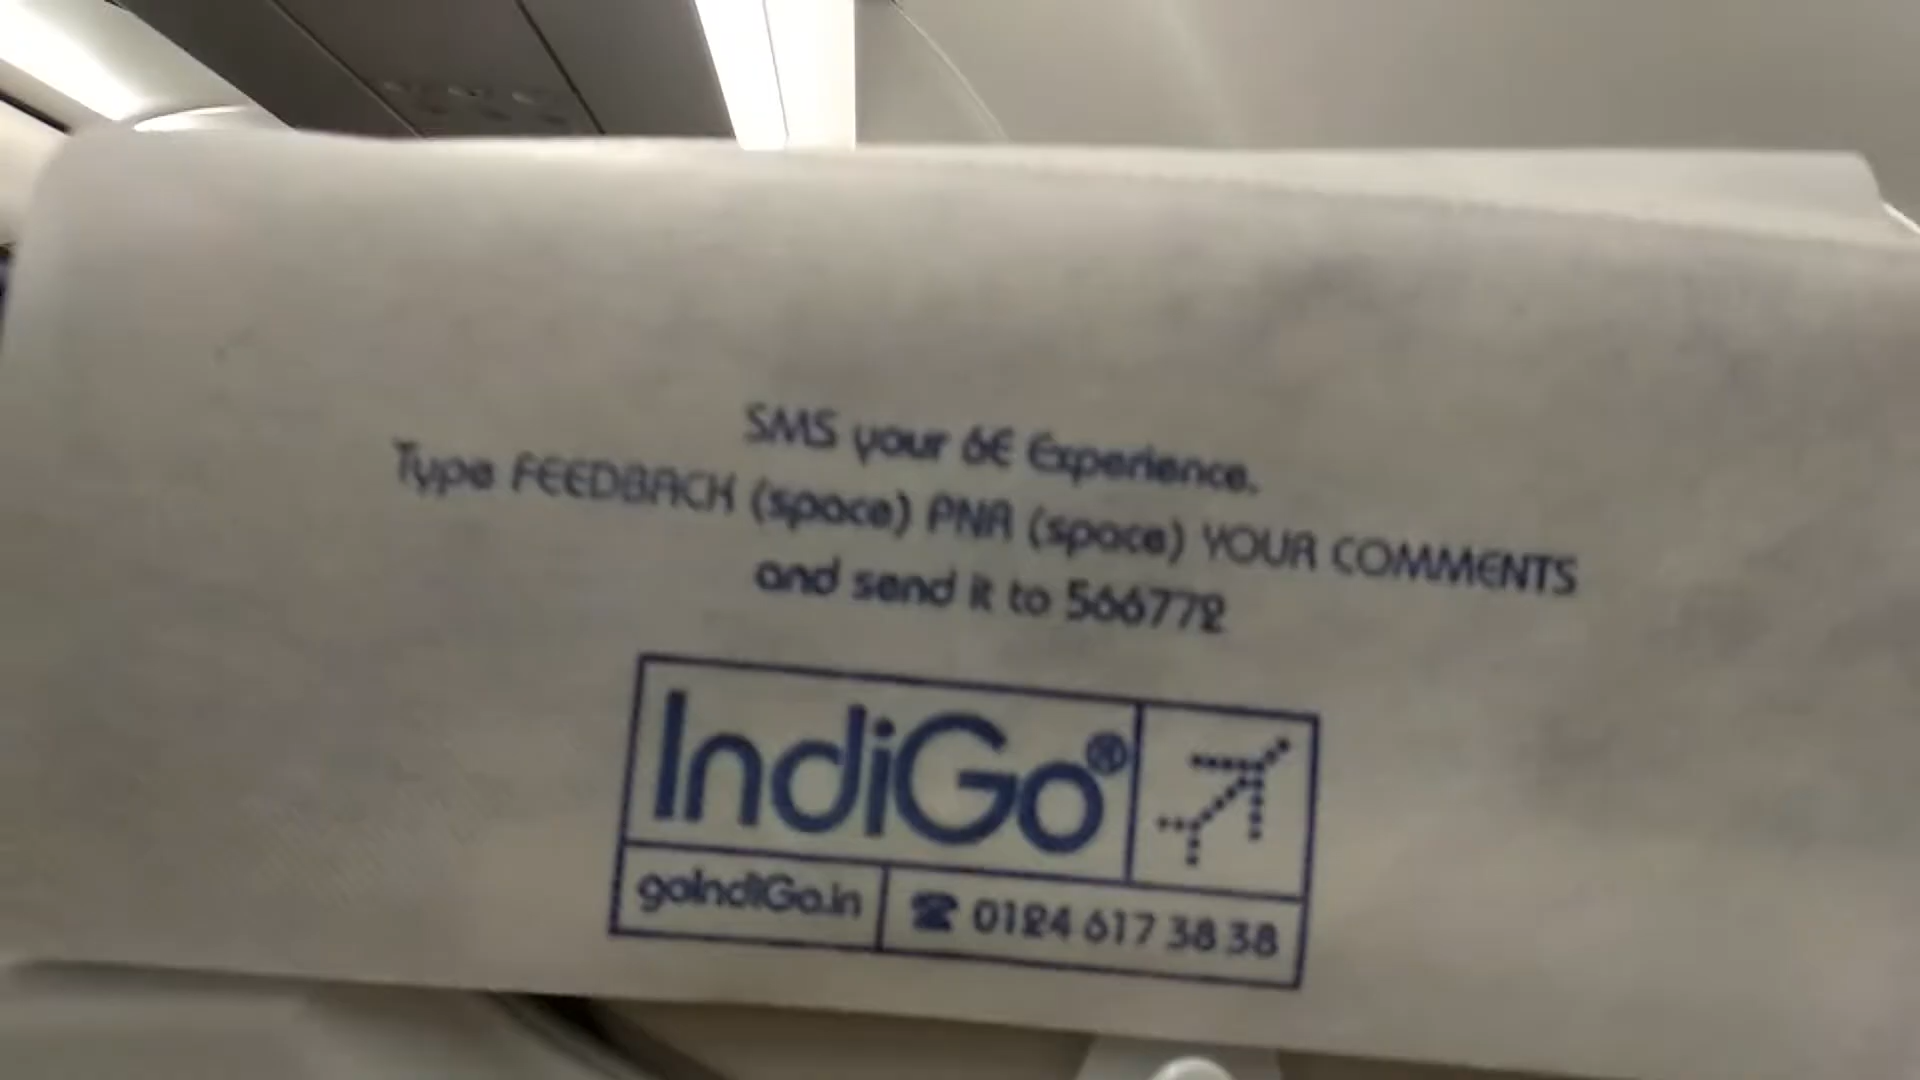 SMS your 6E Experience.
Type FEEDBACK (space) PNR (space) YOUR COMMENTS
and send it to 566772
IndiGo®
goIndiGo.in
☎ 0124 617 38 38